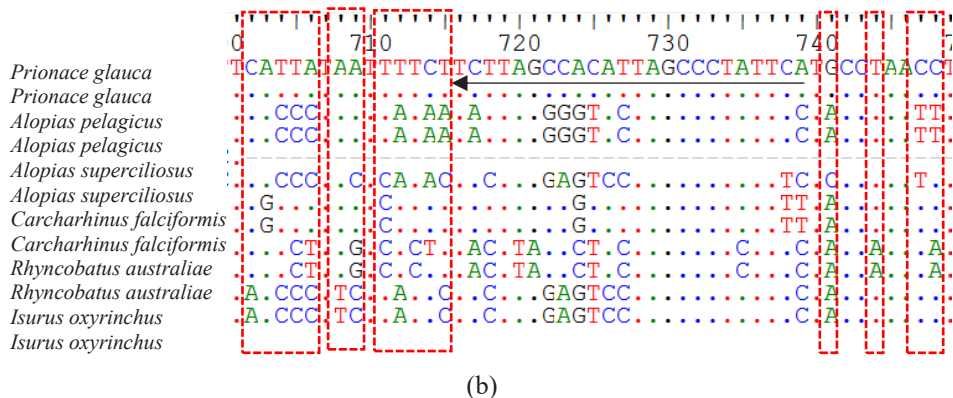 0 710 720 730 740 7
TCATTATAATTTTCTTCTTAGCCACATTAGCCCTATTCATGCCTAACCT
.................................................
...CCC.....A.AA.A....GGGT.C...........C.A.....TT.
...CCC.....A.AA.A....GGGT.C...........C.A.....TT.
...CCC..C.CA.AC..C...GAGTCC..........TC.C.....T..
..G.......C............G.............TT.A........
..G.......C............G.............TT.A........
....CT..G.C.CT..AC.TA..CT.C.......C...C.A..A...A.
....CT..G.C.C...AC.TA..CT.C.......C...C.A..A...A.
.A.CCC.TC..A..C..C...GAGTCC...........C.A........
.A.CCC.TC..A..C..C...GAGTCC...........C.A........
Prionace glauca
Prionace glauca
Alopias pelagicus
Alopias pelagicus
Alopias superciliosus
Alopias superciliosus
Carcharhinus falciformis
Carcharhinus falciformis
Rhyncobatus australiae
Rhyncobatus australiae
Isurus oxyrinchus
Isurus oxyrinchus
(b)